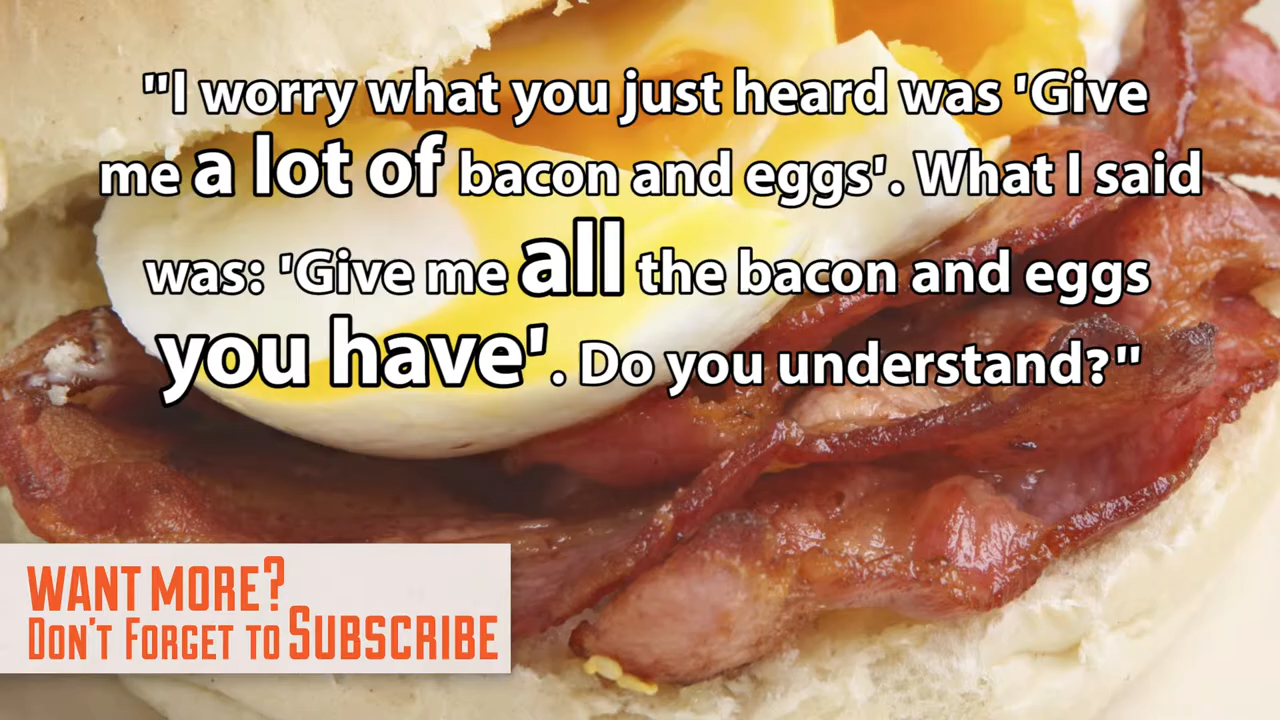 "I worry what you just heard was 'Give
me a lot of bacon and eggs'. What I said
was: 'Give me all the bacon and eggs
you have'. Do you understand?"
WANT MORE?
DON'T FORGET TO SUBSCRIBE